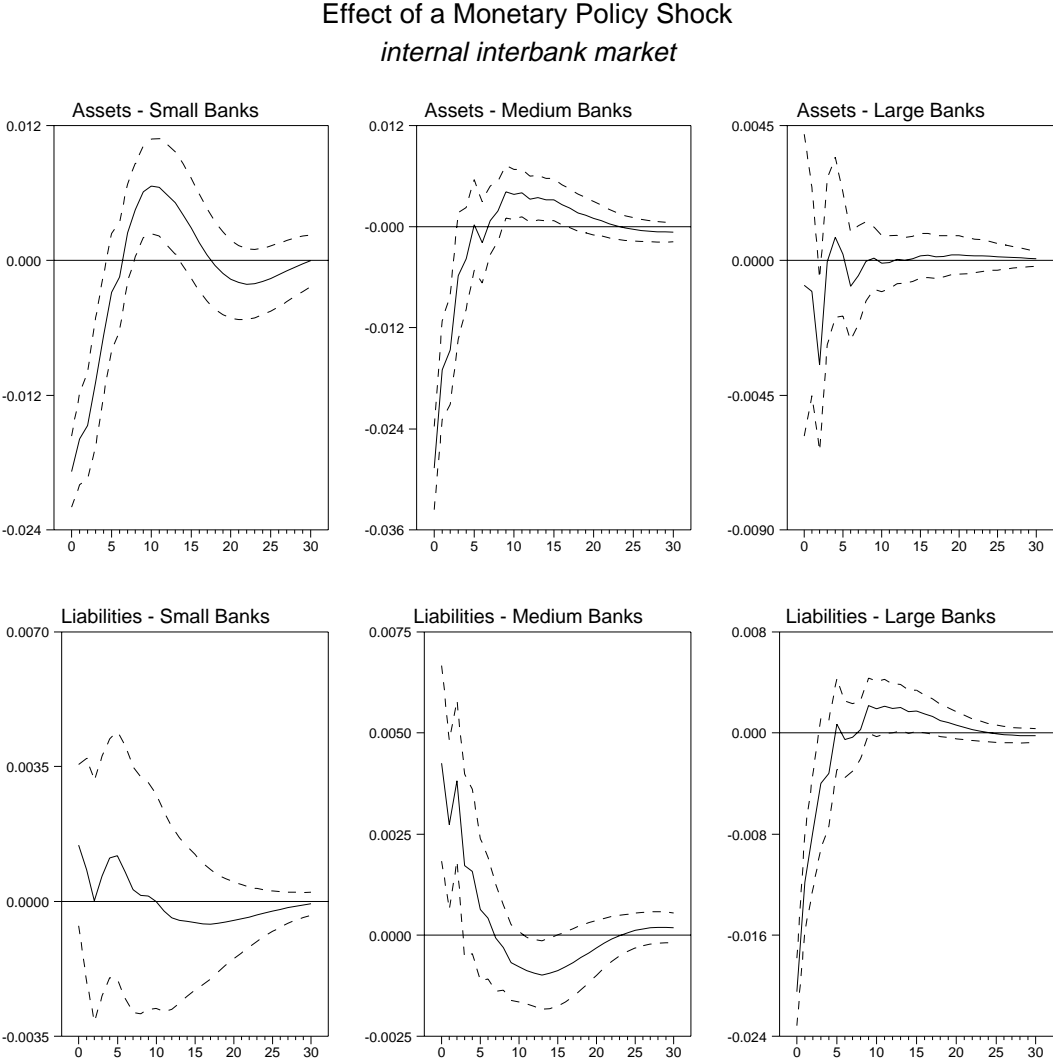 Effect of a Monetary Policy Shock
internal interbank market
Assets - Small Banks
0.012
0.000
-0.012
-0.024
0 5 10 15 20 25 30
Assets - Medium Banks
0.012
-0.000
-0.012
-0.024
-0.036
0 5 10 15 20 25 30
Assets - Large Banks
0.0045
0.0000
-0.0045
-0.0090
0 5 10 15 20 25 30
Liabilities - Small Banks
0.0070
0.0035
0.0000
-0.0035
0 5 10 15 20 25 30
Liabilities - Medium Banks
0.0075
0.0050
0.0025
0.0000
-0.0025
0 5 10 15 20 25 30
Liabilities - Large Banks
0.008
0.000
-0.008
-0.016
-0.024
0 5 10 15 20 25 30